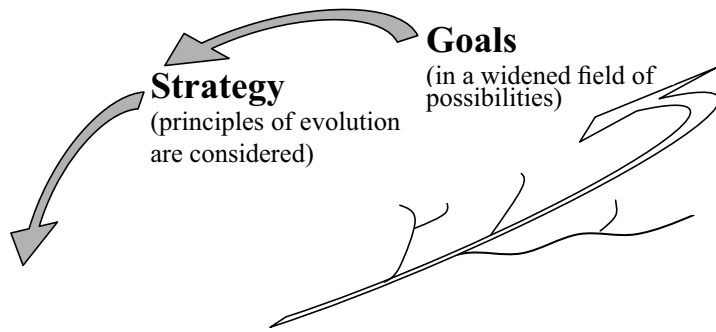 Goals
(in a widened field of
possibilities)
Strategy
(principles of evolution
are considered)